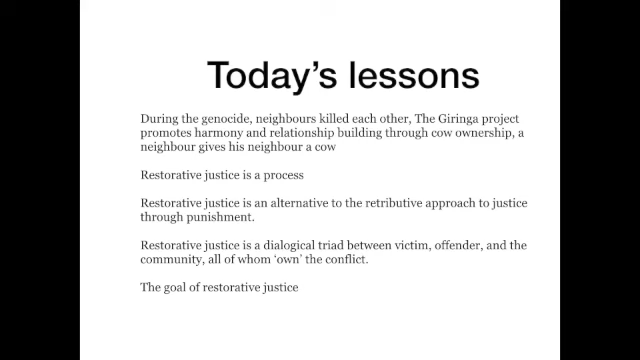 Today's lessons
During the genocide, neighbours killed each other, The Giringa project
promotes harmony and relationship building through cow ownership, a
neighbour gives his neighbour a cow
Restorative justice is a process
Restorative justice is an alternative to the retributive approach to justice
through punishment.
Restorative justice is a dialogical triad between victim, offender, and the
community, all of whom 'own' the conflict.
The goal of restorative justice